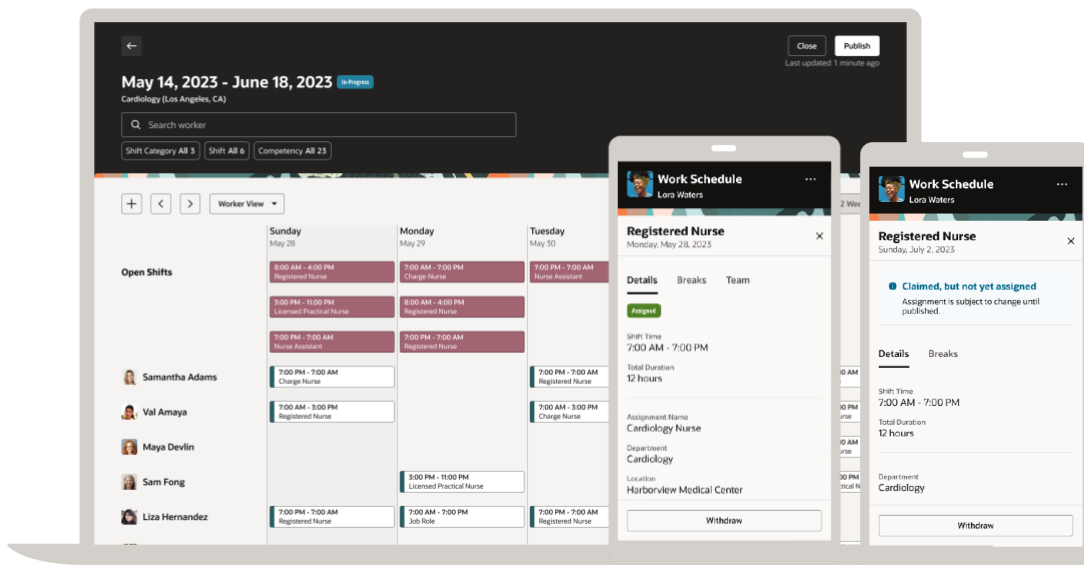 Close
Publish
Last updated 1 minute ago
May 14, 2023 - June 18, 2023
In-Progress
Cardiology (Los Angeles, CA)
Search worker
Shift Category All 3
Shift All 6
Competency All 23
Worker View
Sunday
May 28
Monday
May 29
Tuesday
May 30
Open Shifts
8:00 AM - 4:00 PM
Registered Nurse
7:00 AM - 7:00 PM
Charge Nurse
7:00 PM - 7:00 AM
Nurse Assistant
3:00 PM - 11:00 PM
Licensed Practical Nurse
8:00 AM - 4:00 PM
Registered Nurse
7:00 PM - 7:00 AM
Nurse Assistant
7:00 PM - 7:00 AM
Registered Nurse
Samantha Adams
7:00 PM - 7:00 AM
Charge Nurse
7:00 PM - 7:00 AM
Registered Nurse
Val Amaya
7:00 AM - 3:00 PM
Registered Nurse
7:00 AM - 3:00 PM
Charge Nurse
Maya Devlin
Sam Fong
3:00 PM - 11:00 PM
Licensed Practical Nurse
Liza Hernandez
7:00 PM - 7:00 AM
Registered Nurse
7:00 AM - 7:00 PM
Job Role
7:00 PM - 7:00 AM
Registered Nurse
Work Schedule
Lora Waters
Registered Nurse
Monday, May 28, 2023
Details
Breaks
Team
Assigned
Shift Time
7:00 AM - 7:00 PM
Total Duration
12 hours
Assignment Name
Cardiology Nurse
Department
Cardiology
Location
Harborview Medical Center
Withdraw
Work Schedule
Lora Waters
Registered Nurse
Sunday, July 2, 2023
Claimed, but not yet assigned
Assignment is subject to change until
published.
Details
Breaks
Shift Time
7:00 AM - 7:00 PM
Total Duration
12 hours
Department
Cardiology
Withdraw